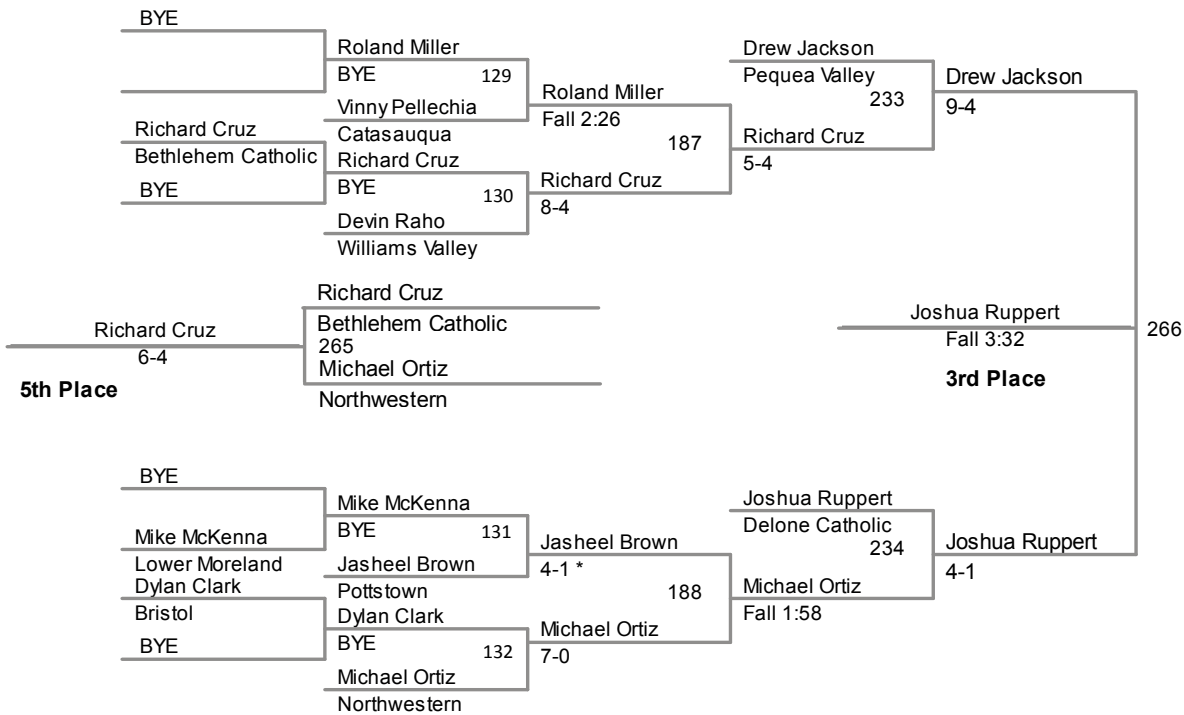 BYE
Roland Miller
BYE
129
Vinny Pellechia
Catasauqua
Richard Cruz
Bethlehem Catholic
BYE
Richard Cruz
BYE
130
Devin Raho
Williams Valley
Roland Miller
Fall 2:26
187
Richard Cruz
8-4
Drew Jackson
Pequea Valley
233
Richard Cruz
5-4
Drew Jackson
9-4
Richard Cruz
Bethlehem Catholic
265
Michael Ortiz
Northwestern
Richard Cruz
6-4
5th Place
Joshua Ruppert
Fall 3:32
3rd Place
266
BYE
Mike McKenna
Lower Moreland
Dylan Clark
Bristol
BYE
Mike McKenna
BYE
131
Jasheel Brown
Pottstown
Dylan Clark
BYE
132
Michael Ortiz
Northwestern
Jasheel Brown
4-1 *
188
Michael Ortiz
7-0
Joshua Ruppert
Delone Catholic
234
Michael Ortiz
Fall 1:58
Joshua Ruppert
4-1